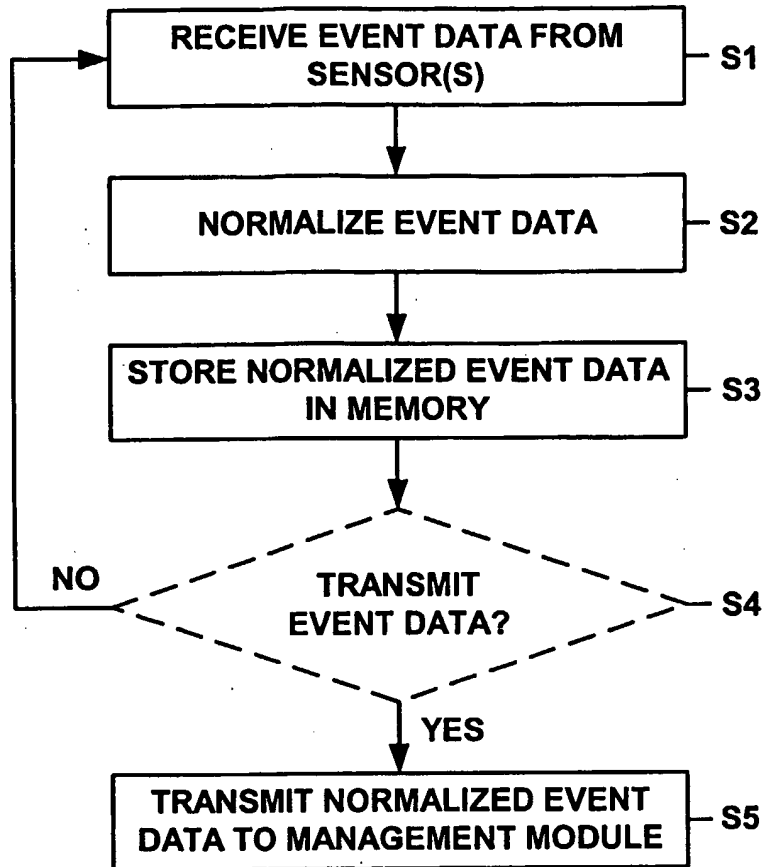 RECEIVE EVENT DATA FROM
SENSOR(S)
S1
NORMALIZE EVENT DATA
S2
STORE NORMALIZED EVENT DATA
IN MEMORY
S3
NO
TRANSMIT
EVENT DATA?
S4
YES
TRANSMIT NORMALIZED EVENT
DATA TO MANAGEMENT MODULE
S5